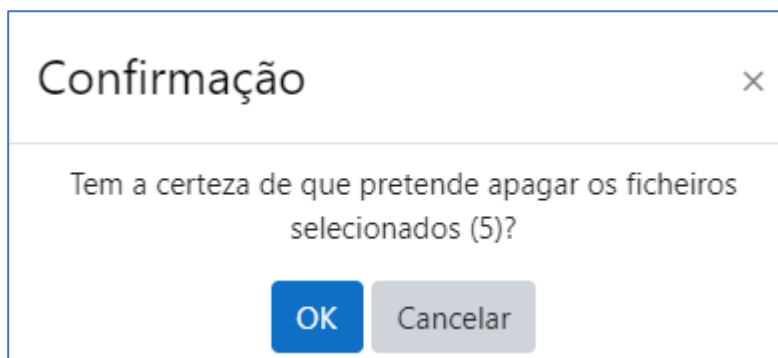 Confirmação
×
Tem a certeza de que pretende apagar os ficheiros
selecionados (5)?
OK
Cancelar